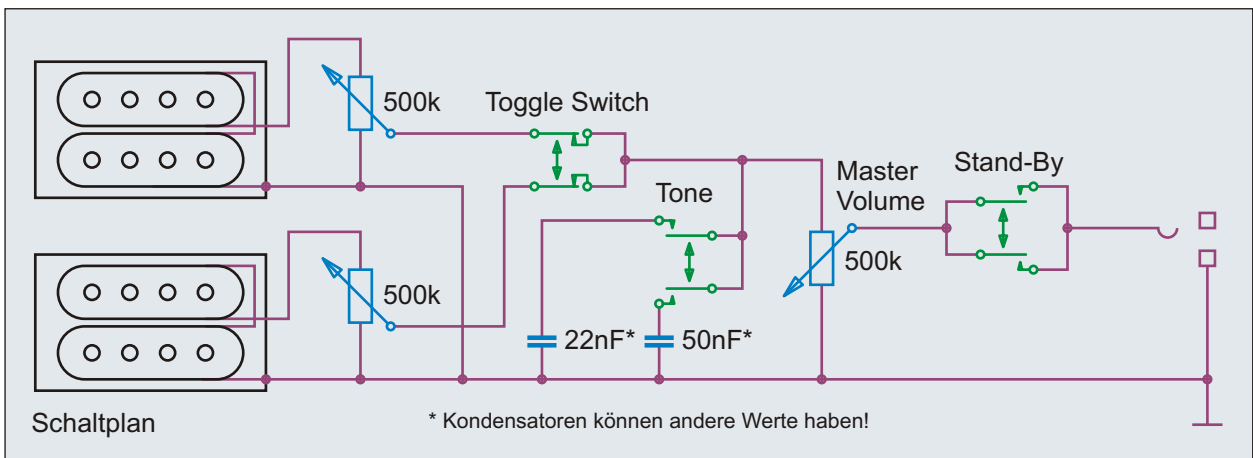 500k
Toggle Switch
Stand-By
Master
Volume
Tone
500k
500k
22nF*
50nF*
Schaltplan
* Kondensatoren können andere Werte haben!